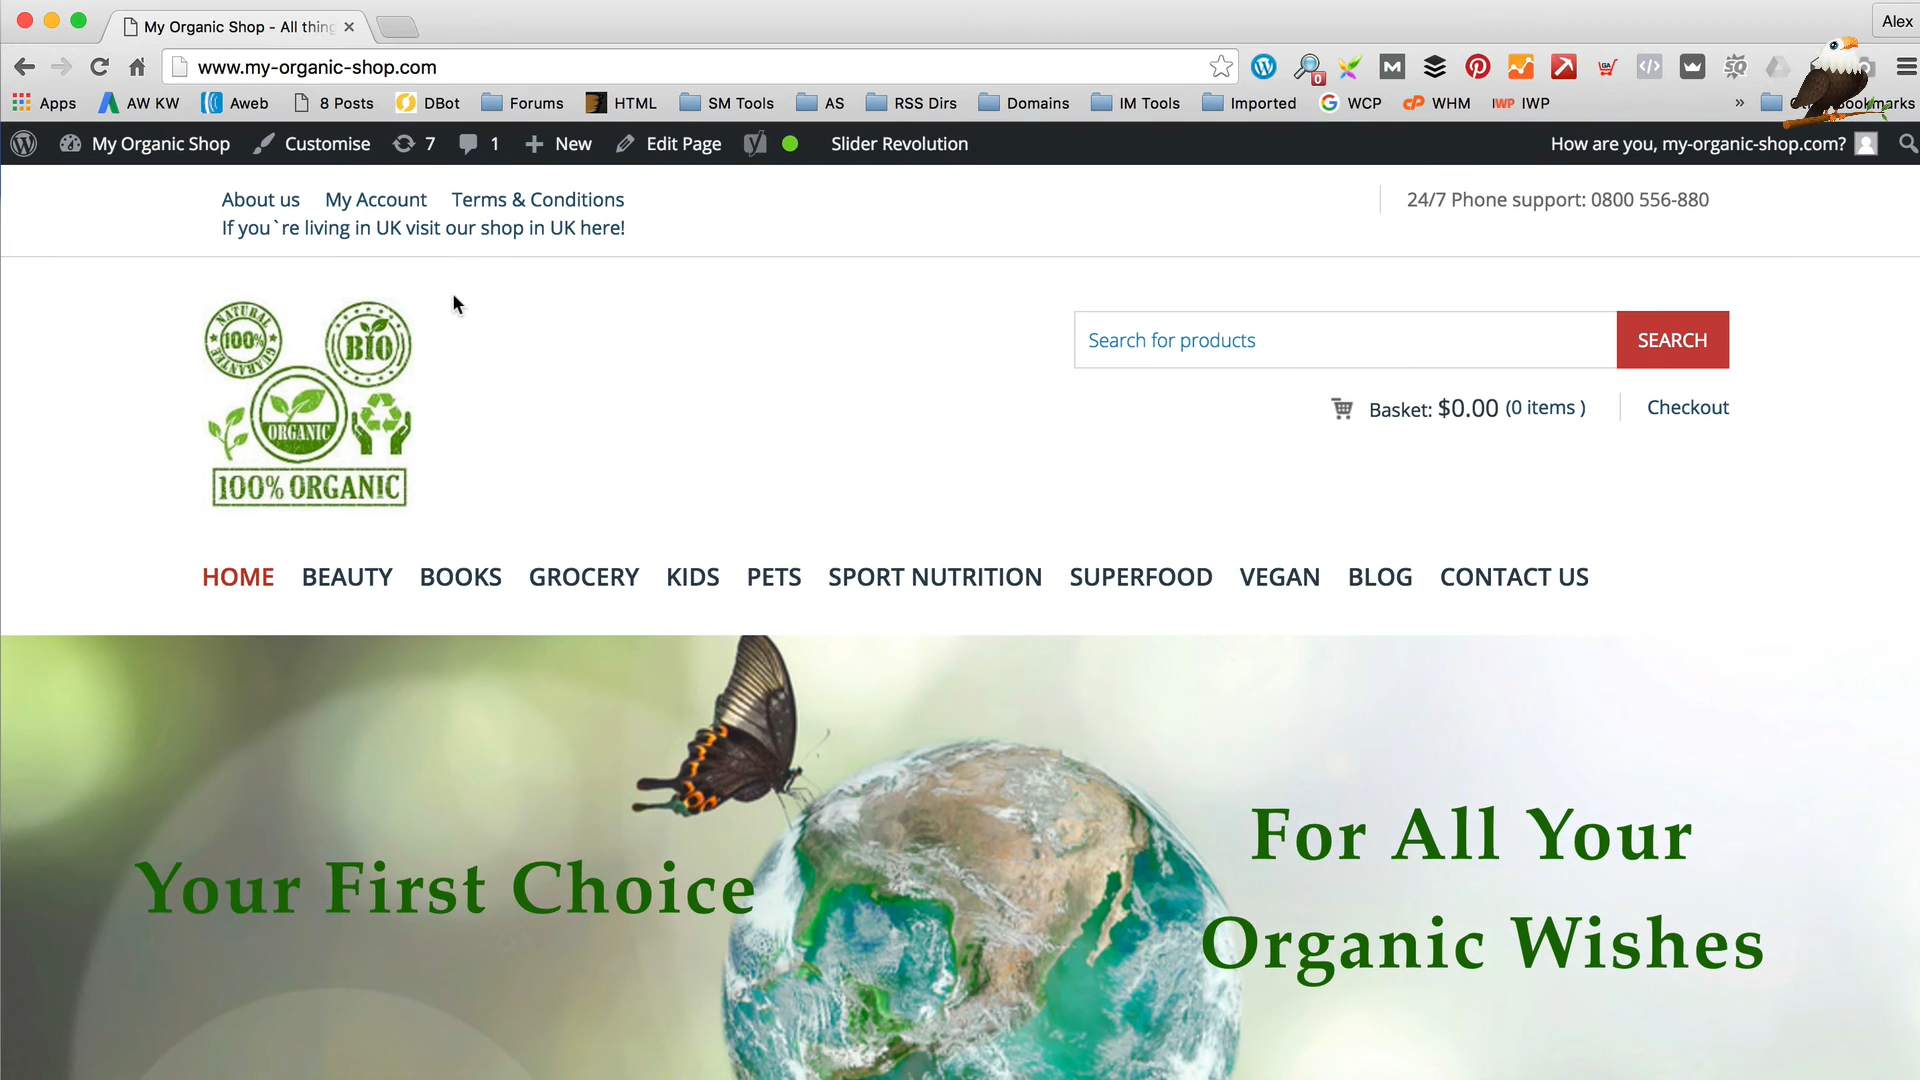 My Organic Shop - All thing
Alex
www.my-organic-shop.com
0
Apps AW KW Aweb 8 Posts DBot Forums HTML SM Tools AS RSS Dirs Domains IM Tools Imported WCP WHM IWP IWP » Bookmarks
My Organic Shop Customise 7 1 New Edit Page Slider Revolution How are you, my-organic-shop.com?
About us My Account Terms & Conditions
24/7 Phone support: 0800 556-880
If you`re living in UK visit our shop in UK here!
NATURAL
100%
GUARANTEE
BIO
ORGANIC
100% ORGANIC
Search for products SEARCH
Basket: $0.00 (0 items ) Checkout
HOME BEAUTY BOOKS GROCERY KIDS PETS SPORT NUTRITION SUPERFOOD VEGAN BLOG CONTACT US
Your First Choice
For All Your
Organic Wishes